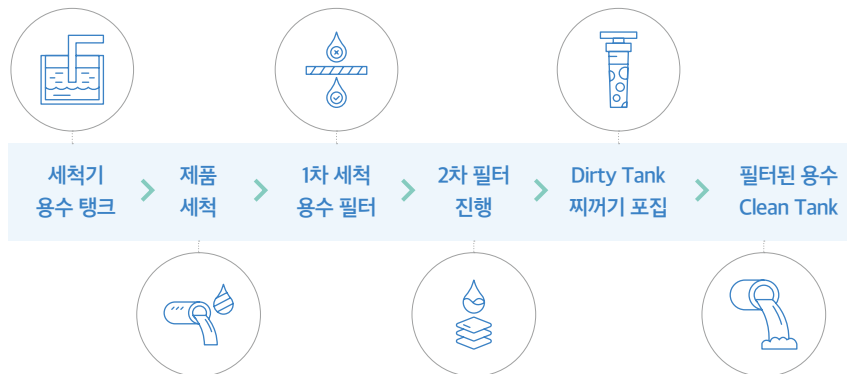 세척기
용수 탱크
제품
세척
1차 세척
용수 필터
2차 필터
진행
Dirty Tank
찌꺼기 포집
필터된 용수
Clean Tank